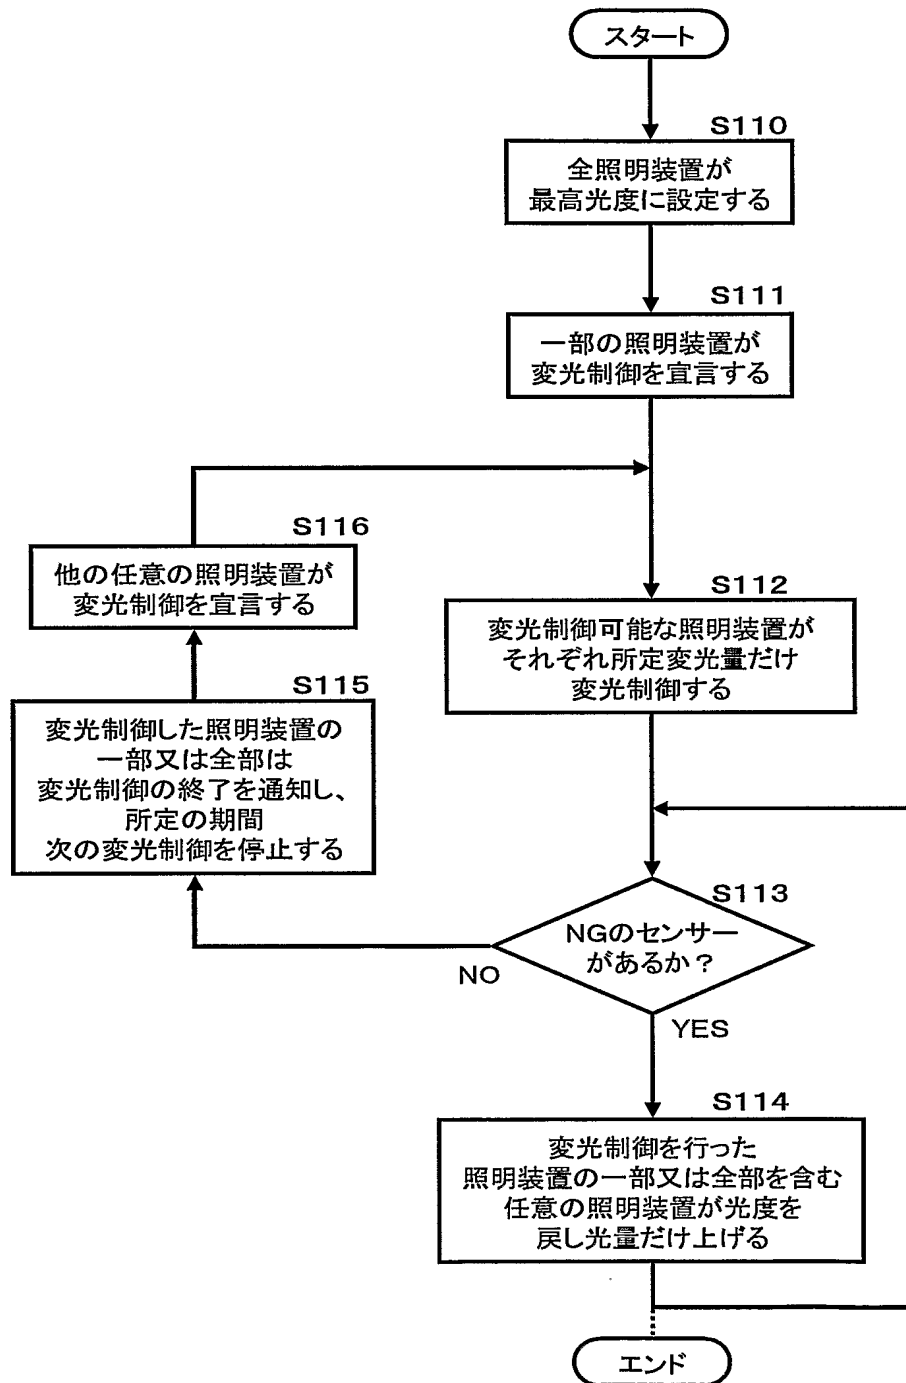 スタート
S110
全照明装置が
最高光度に設定する
S111
一部の照明装置が
変光制御を宣言する
S116
他の任意の照明装置が
変光制御を宣言する
S112
変光制御可能な照明装置が
それぞれ所定変光量だけ
変光制御する
S115
変光制御した照明装置の
一部又は全部は
変光制御の終了を通知し、
所定の期間
次の変光制御を停止する
S113
NGのセンサー
があるか？
NO
YES
S114
変光制御を行った
照明装置の一部又は全部を含む
任意の照明装置が光度を
戻し光量だけ上げる
エンド